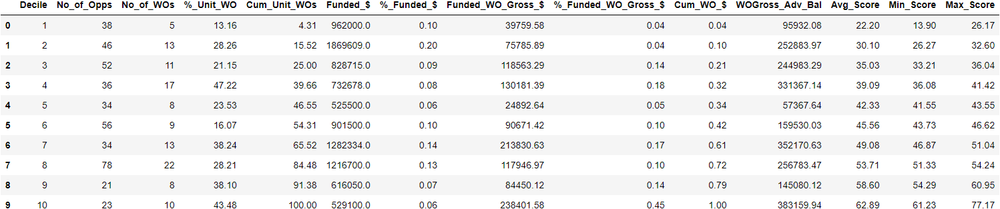 Decile No_of_Opps No_of_WOs %_Unit_WO Cum_Unit_WOs Funded_$ %_Funded_$ Funded_WO_Gross_$ %_Funded_WO_Gross_$ Cum_WO_$ WOGross_Adv_Bal Avg_Score Min_Score Max_Score
0 1 38 5 13.16 4.31 962000.0 0.10 39759.58 0.04 0.04 95932.08 22.20 13.90 26.17
1 2 46 13 28.26 15.52 1869609.0 0.20 75785.89 0.04 0.10 252883.97 30.10 26.27 32.60
2 3 52 11 21.15 25.00 828715.0 0.09 118563.29 0.14 0.21 244983.29 35.03 33.21 36.04
3 4 36 17 47.22 39.66 732678.0 0.08 130181.39 0.18 0.32 331367.14 39.09 36.08 41.42
4 5 34 8 23.53 46.55 525500.0 0.06 24892.64 0.05 0.34 57367.64 42.33 41.55 43.55
5 6 56 9 16.07 54.31 901500.0 0.10 90671.42 0.10 0.42 159530.03 45.56 43.73 46.62
6 7 34 13 38.24 65.52 1282334.0 0.14 213830.63 0.17 0.61 352170.63 49.08 46.87 51.04
7 8 78 22 28.21 84.48 1216700.0 0.13 117946.97 0.10 0.72 256783.47 53.71 51.33 54.24
8 9 21 8 38.10 91.38 616050.0 0.07 84450.12 0.14 0.79 145080.12 58.60 54.29 60.95
9 10 23 10 43.48 100.00 529100.0 0.06 238401.58 0.45 1.00 383159.94 62.89 61.23 77.17